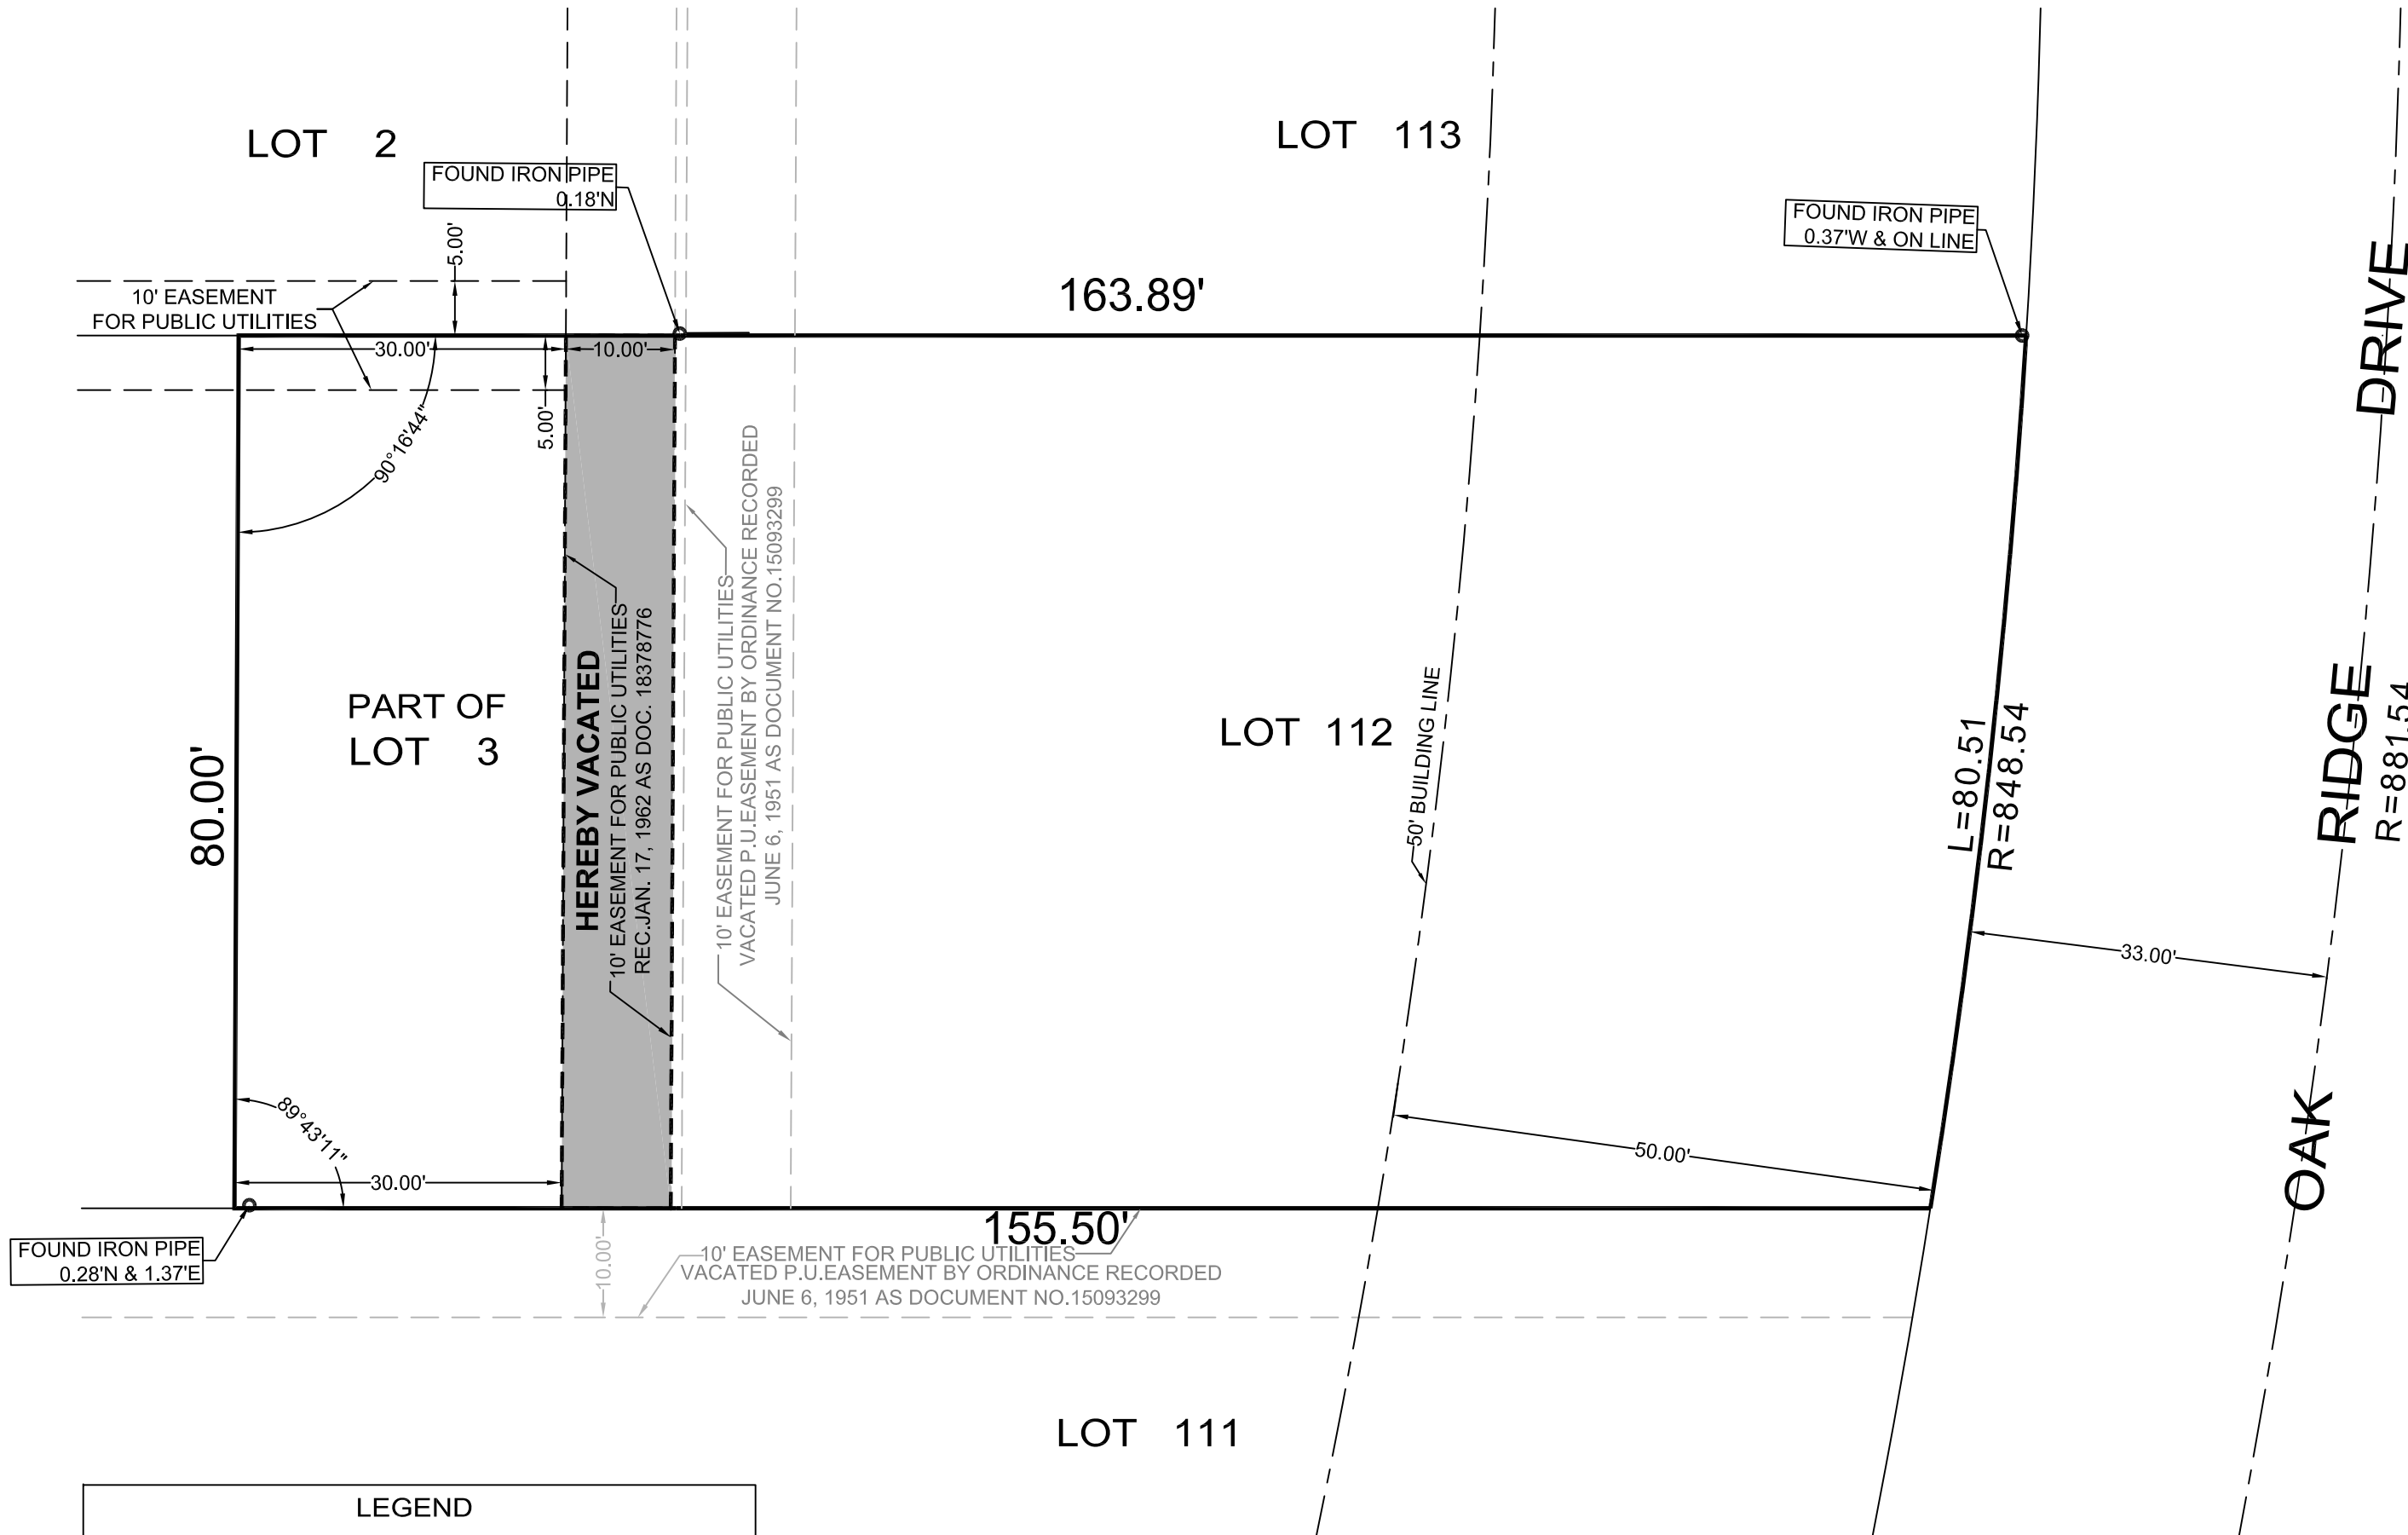 LOT 2
LOT 113
FOUND IRON PIPE
0.18'N
FOUND IRON PIPE
0.37'W & ON LINE
5.00'
10' EASEMENT
FOR PUBLIC UTILITIES
163.89'
DRIVE
30.00'
10.00'
5.00'
90°16'44"
PART OF
LOT 3
80.00'
HEREBY VACATED
10' EASEMENT FOR PUBLIC UTILITIES
REC.JAN. 17, 1962 AS DOC. 18378776
10' EASEMENT FOR PUBLIC UTILITIES
VACATED P.U.EASEMENT BY ORDINANCE RECORDED
JUNE 6, 1951 AS DOCUMENT NO.15093299
LOT 112
50' BUILDING LINE
L=80.51
R=848.54
RIDGE
R=881.54
33.00'
OAK
50.00'
89°43'11"
30.00'
155.50'
FOUND IRON PIPE
0.28'N & 1.37'E
10.00'
10' EASEMENT FOR PUBLIC UTILITIES
VACATED P.U.EASEMENT BY ORDINANCE RECORDED
JUNE 6, 1951 AS DOCUMENT NO.15093299
LOT 111
LEGEND